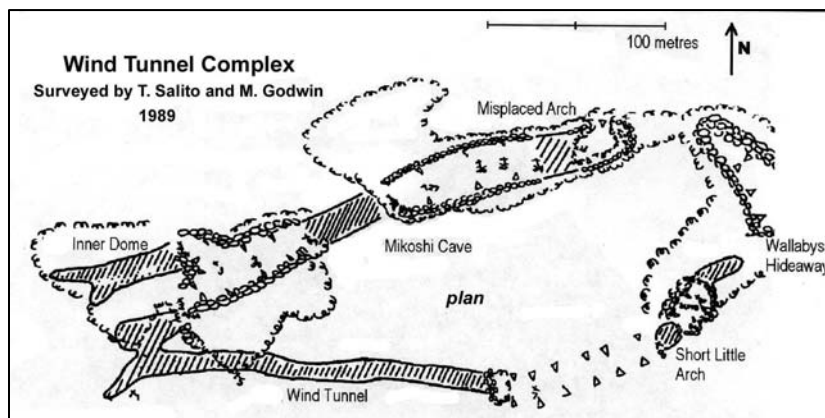 Wind Tunnel Complex
Surveyed by T. Salito and M. Godwin
1989
100 metres
N
Misplaced Arch
Inner Dome
Mikoshi Cave
Wallabys
Hideaway
plan
Short Little
Arch
Wind Tunnel